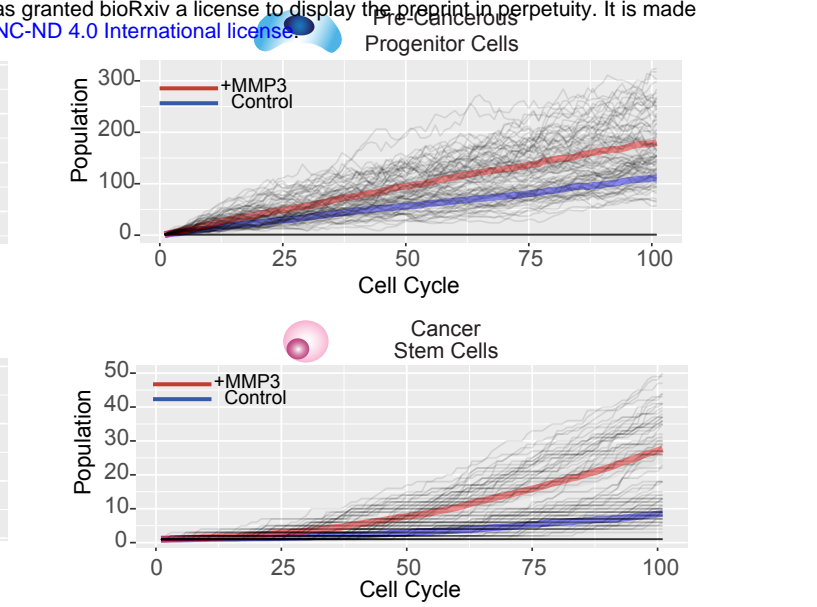 as granted bioRxiv a license to display the preprint in perpetuity. It is made
NC-ND 4.0 International license.
Pre-Cancerous
Progenitor Cells
+MMP3
Control
Population
300
200
100
0
0 25 50 75 100
Cell Cycle
Cancer
Stem Cells
+MMP3
Control
Population
50
40
30
20
10
0
0 25 50 75 100
Cell Cycle